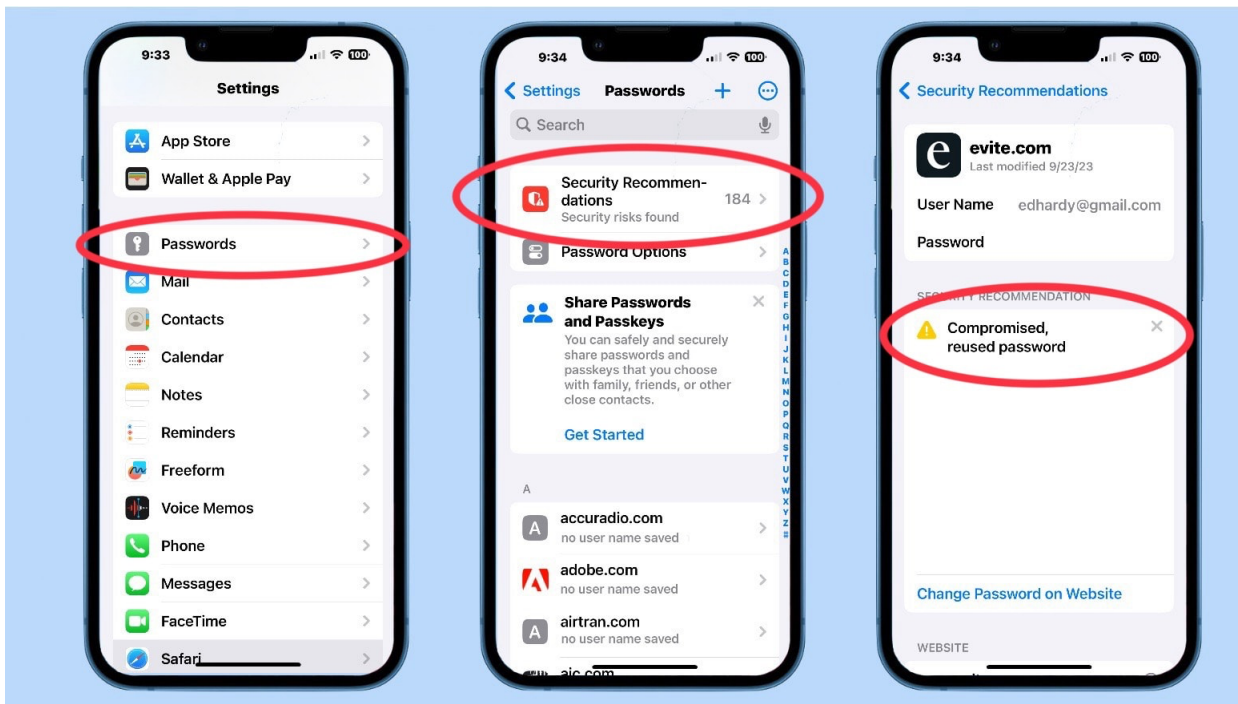 9:33
100
Settings
App Store
Wallet & Apple Pay
Passwords
Mail
Contacts
Calendar
Notes
Reminders
Freeform
Voice Memos
Phone
Messages
FaceTime
Safari
9:34
100
Settings Passwords
Search
Security Recommen-
dations
184
Security risks found
Password Options
Share Passwords
and Passkeys
You can safely and securely
share passwords and
passkeys that you choose
with family, friends, or other
close contacts.
Get Started
A
A
accuradio.com
no user name saved
adobe.com
no user name saved
A
airtran.com
no user name saved
A
B
C
D
E
F
G
H
I
J
K
L
M
N
O
P
Q
R
S
T
U
V
W
X
Y
Z
#
9:34
100
Security Recommendations
e
evite.com
Last modified 9/23/23
User Name edhardy@gmail.com
Password
SECURITY RECOMMENDATION
Compromised,
reused password
Change Password on Website
WEBSITE